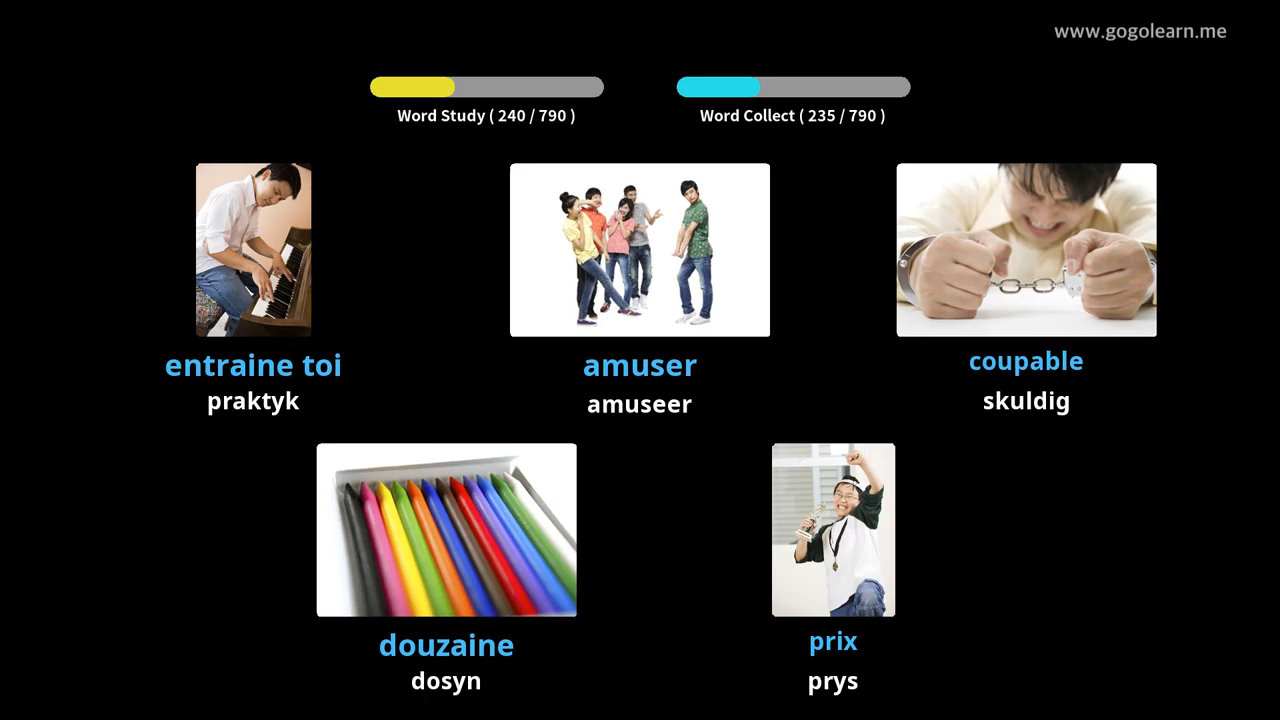 www.gogolearn.me
Word Study ( 240 / 790 )
Word Collect ( 235 / 790 )
entraine toi
praktyk
amuser
amuseer
coupable
skuldig
douzaine
dosyn
prix
prys